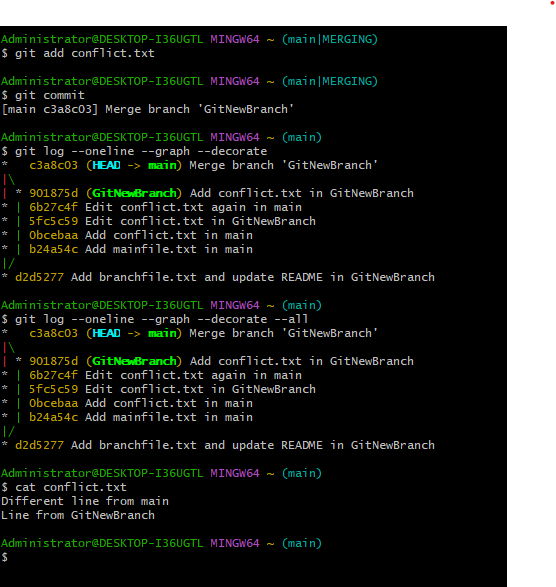 Administrator@DESKTOP-I36UGTL MINGW64 ~ (main|MERGING)
$ git add conflict.txt
Administrator@DESKTOP-I36UGTL MINGW64 ~ (main|MERGING)
$ git commit
[main c3a8c03] Merge branch 'GitNewBranch'
Administrator@DESKTOP-I36UGTL MINGW64 ~ (main)
$ git log --oneline --graph --decorate
*   c3a8c03 (HEAD -> main) Merge branch 'GitNewBranch'
|\
| * 901875d (GitNewBranch) Add conflict.txt in GitNewBranch
* | 6b27c4f Edit conflict.txt again in main
* | 5fc5c59 Edit conflict.txt in GitNewBranch
* | 0bcebaa Add conflict.txt in main
* | b24a54c Add mainfile.txt in main
|/
* d2d5277 Add branchfile.txt and update README in GitNewBranch
Administrator@DESKTOP-I36UGTL MINGW64 ~ (main)
$ git log --oneline --graph --decorate --all
*   c3a8c03 (HEAD -> main) Merge branch 'GitNewBranch'
|\
| * 901875d (GitNewBranch) Add conflict.txt in GitNewBranch
* | 6b27c4f Edit conflict.txt again in main
* | 5fc5c59 Edit conflict.txt in GitNewBranch
* | 0bcebaa Add conflict.txt in main
* | b24a54c Add mainfile.txt in main
|/
* d2d5277 Add branchfile.txt and update README in GitNewBranch
Administrator@DESKTOP-I36UGTL MINGW64 ~ (main)
$ cat conflict.txt
Different line from main
Line from GitNewBranch
Administrator@DESKTOP-I36UGTL MINGW64 ~ (main)
$